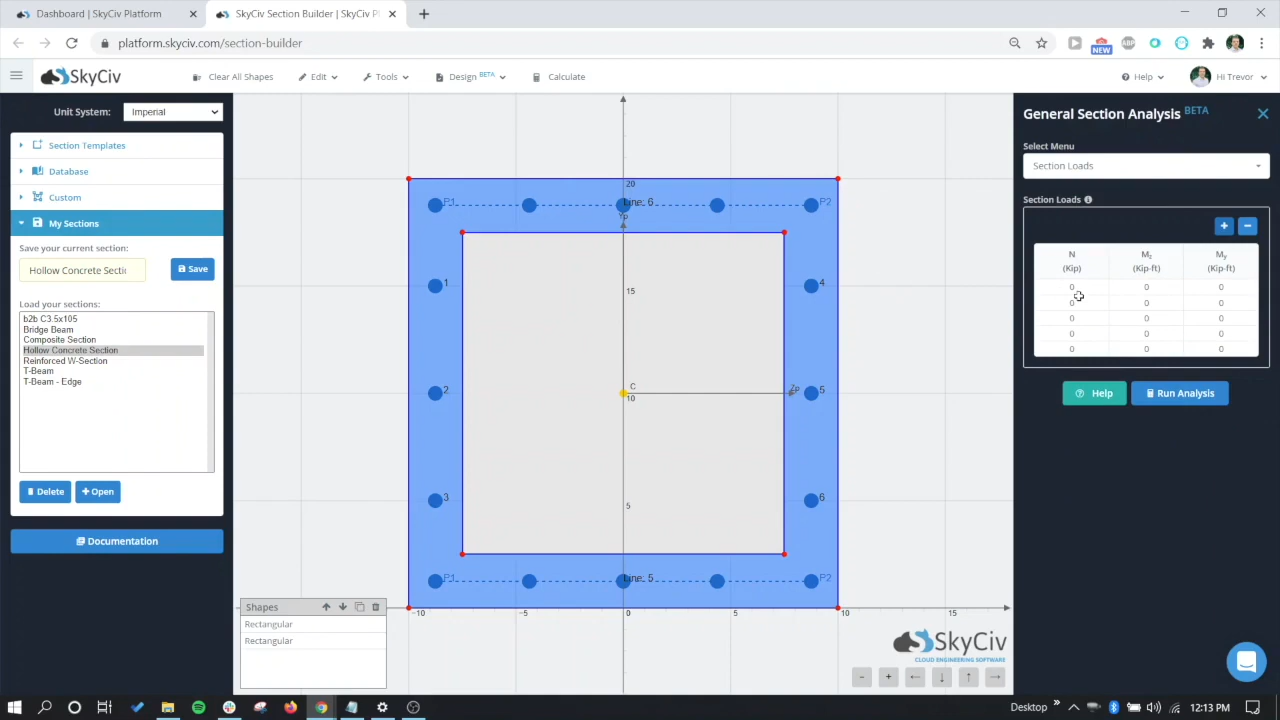 Dashboard | SkyCiv Platform
SkyCiv Section Builder | SkyCiv Pl
platform.skyciv.com/section-builder
ABP
NEW
SkyCiv
Clear All Shapes
Edit
Tools
Design BETA
Calculate
Help
Hi Trevor
Unit System:
Imperial
Section Templates
Database
Custom
My Sections
Save your current section:
Hollow Concrete Sectic
Save
Load your sections:
b2b C3.5x105
Bridge Beam
Composite Section
Hollow Concrete Section
Reinforced W-Section
T-Beam
T-Beam - Edge
Delete
Open
Documentation
20
P1
Line: 6
P2
Yp
1
4
15
C
Zp
2
5
10
3
6
5
P1
Line: 5
P2
-10
-5
0
5
10
15
Shapes
Rectangular
Rectangular
SkyCiv
CLOUD ENGINEERING SOFTWARE
- + ← ↓ ↑ →
General Section Analysis BETA
Select Menu
Section Loads
Section Loads
+ −
N Mz My
(Kip) (Kip-ft) (Kip-ft)
0 0 0
0 0 0
0 0 0
0 0 0
0 0 0
Help
Run Analysis
Desktop
12:13 PM